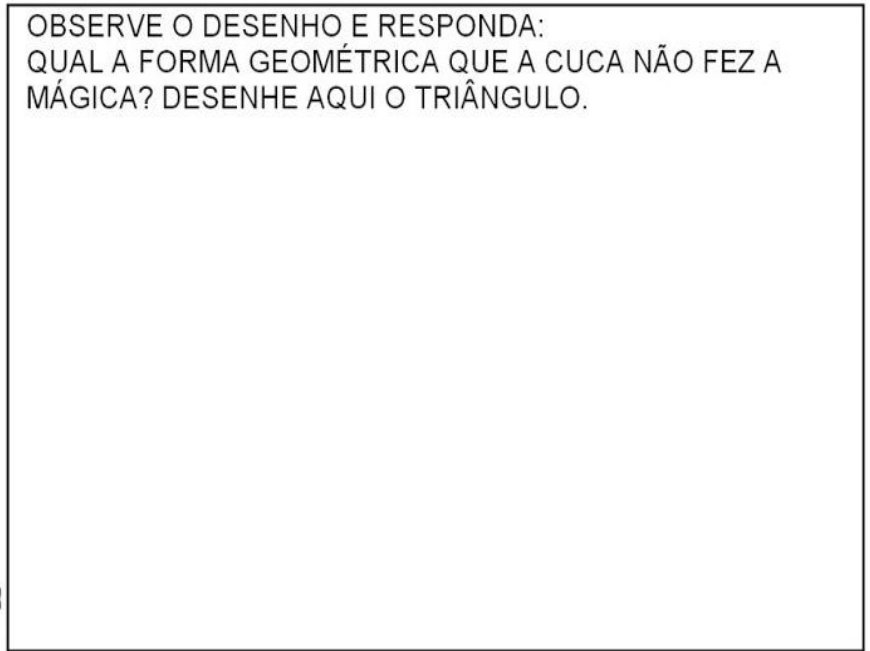 OBSERVE O DESENHO E RESPONDA:
QUAL A FORMA GEOMÉTRICA QUE A CUCA NÃO FEZ A
MÁGICA? DESENHE AQUI O TRIÂNGULO.